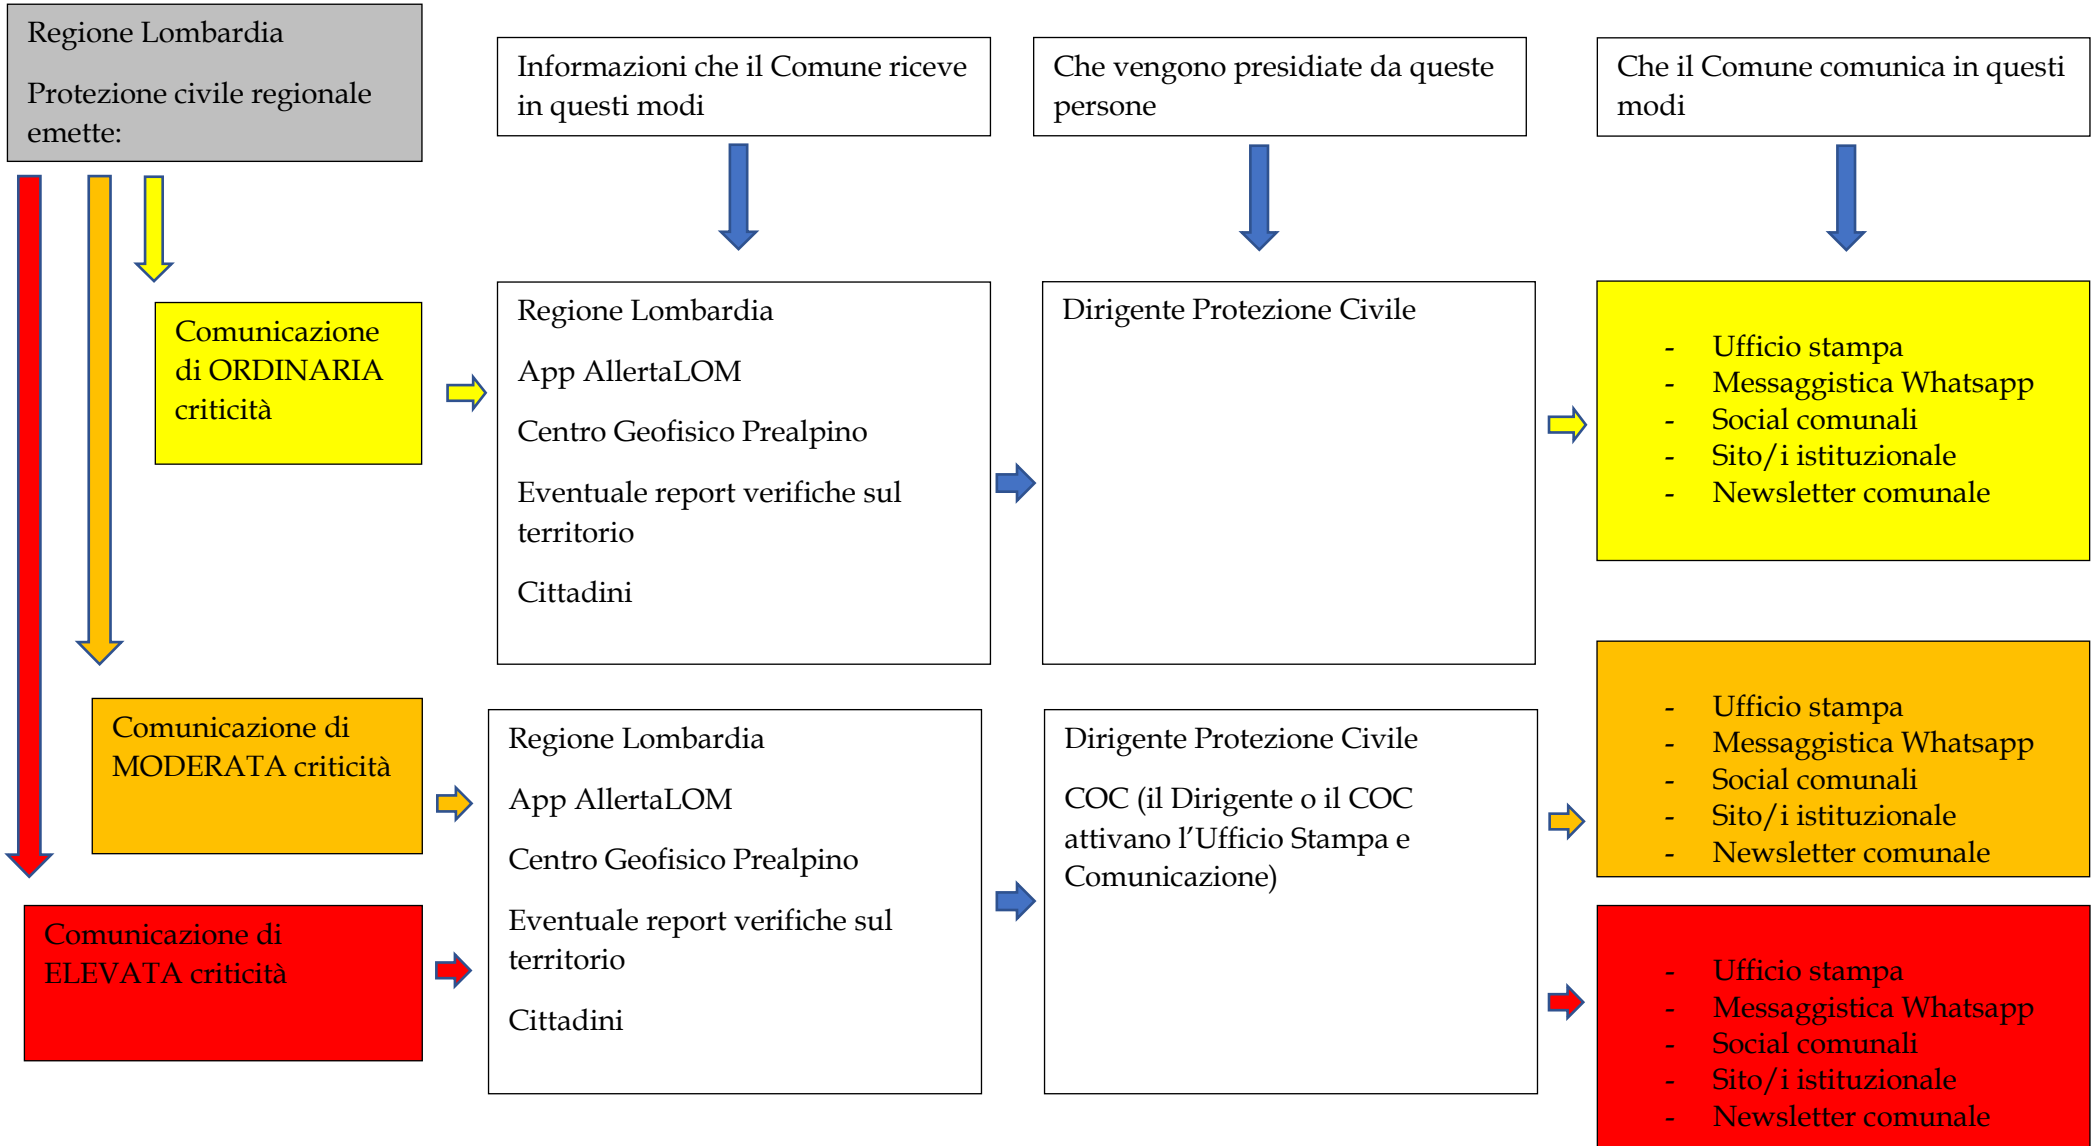 Regione Lombardia
Protezione civile regionale
emette:
Informazioni che il Comune riceve
in questi modi
Che vengono presidiate da queste
persone
Che il Comune comunica in questi
modi
Comunicazione
di ORDINARIA
criticità
Regione Lombardia
App AllertaLOM
Centro Geofisico Prealpino
Eventuale report verifiche sul
territorio
Cittadini
Dirigente Protezione Civile
- Ufficio stampa
- Messaggistica Whatsapp
- Social comunali
- Sito/i istituzionale
- Newsletter comunale
Comunicazione di
MODERATA criticità
Comunicazione di
ELEVATA criticità
Regione Lombardia
App AllertaLOM
Centro Geofisico Prealpino
Eventuale report verifiche sul
territorio
Cittadini
Dirigente Protezione Civile
COC (il Dirigente o il COC
attivano l’Ufficio Stampa e
Comunicazione)
- Ufficio stampa
- Messaggistica Whatsapp
- Social comunali
- Sito/i istituzionale
- Newsletter comunale
- Ufficio stampa
- Messaggistica Whatsapp
- Social comunali
- Sito/i istituzionale
- Newsletter comunale